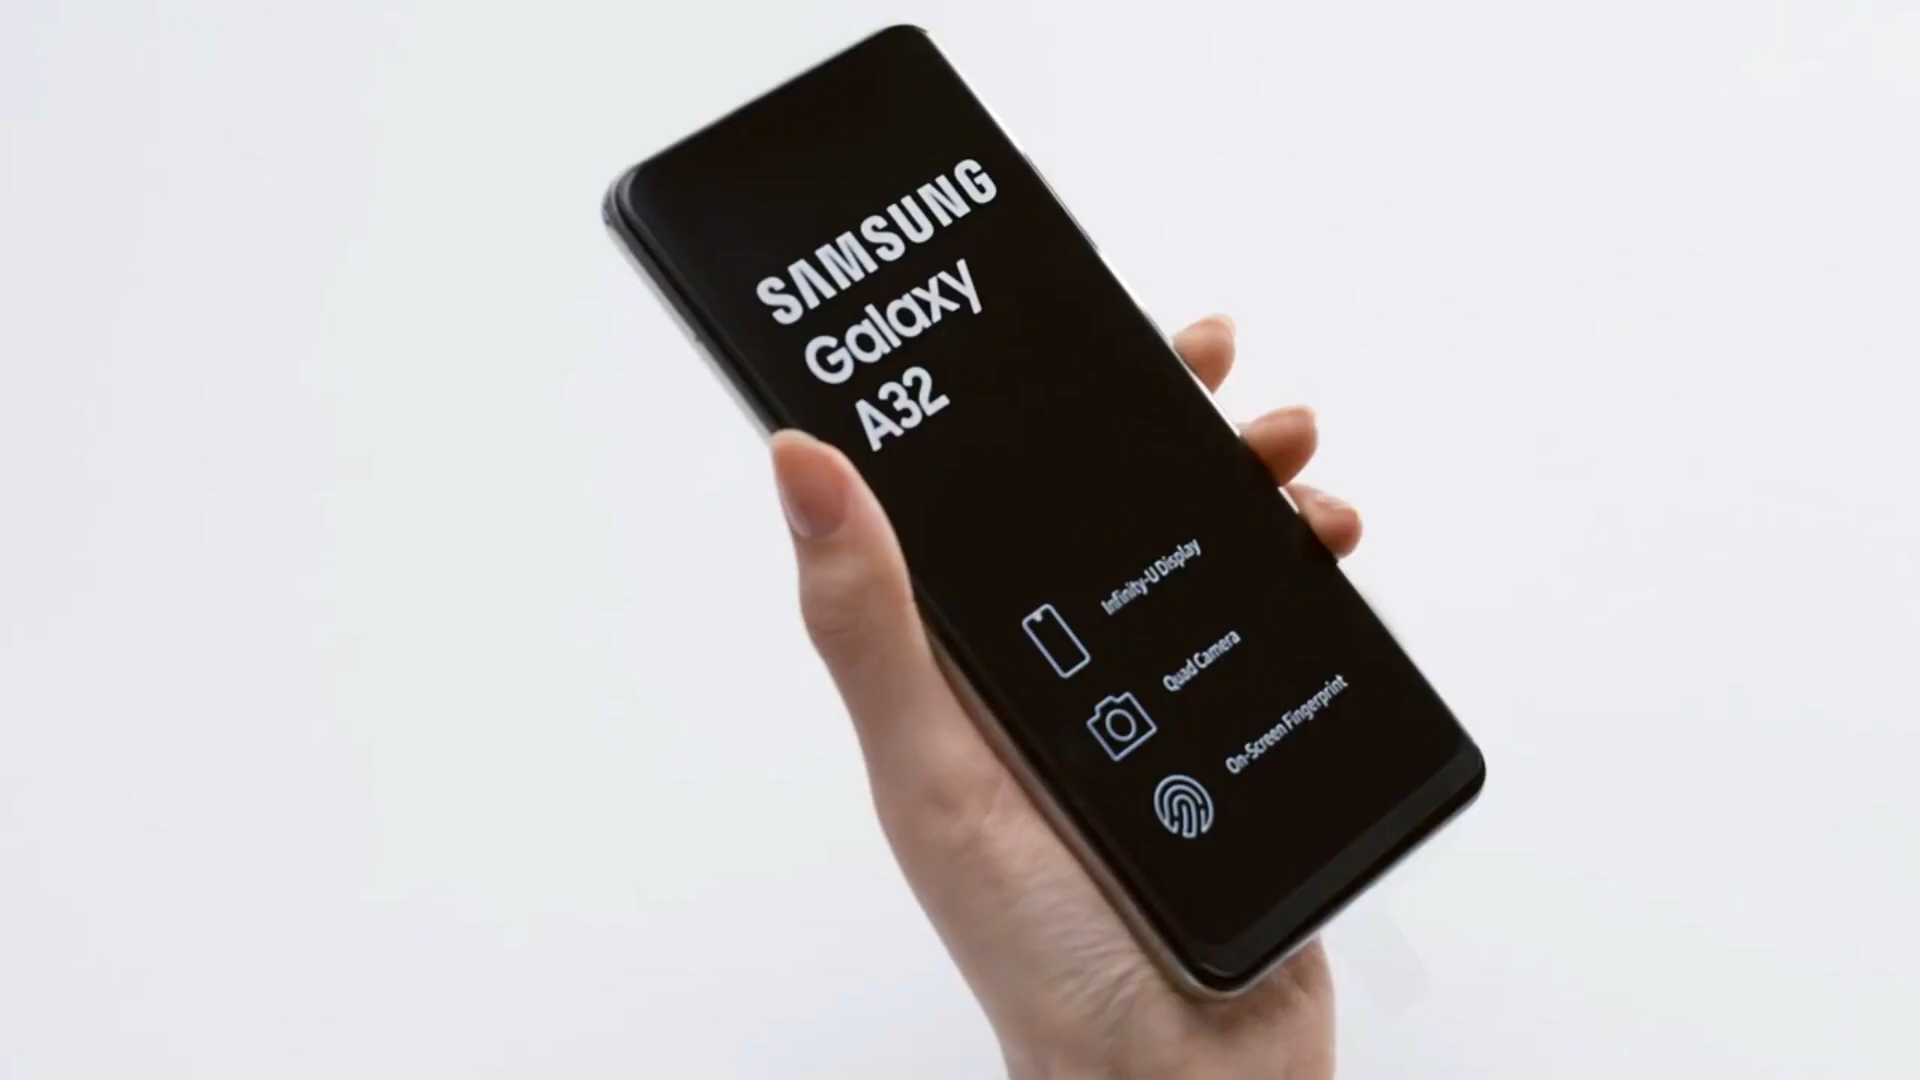 SAMSUNG
Galaxy
A32
Infinity-U Display
Quad Camera
On-Screen Fingerprint